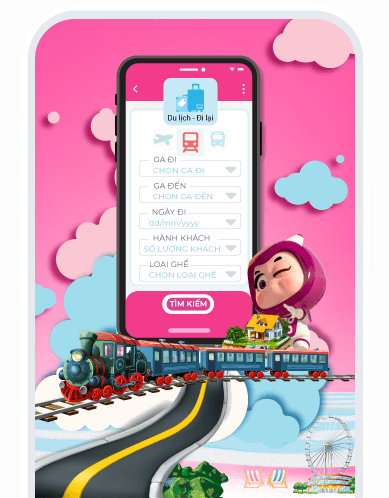 Du lịch - Đi lại
GA ĐI
CHỌN GA ĐI
GA ĐẾN
CHỌN GA ĐẾN
NGÀY ĐI
dd/mm/yyyy
HÀNH KHÁCH
SỐ LƯỢNG KHÁCH
LOẠI GHẾ
CHỌN LOẠI GHẾ
TÌM KIẾM